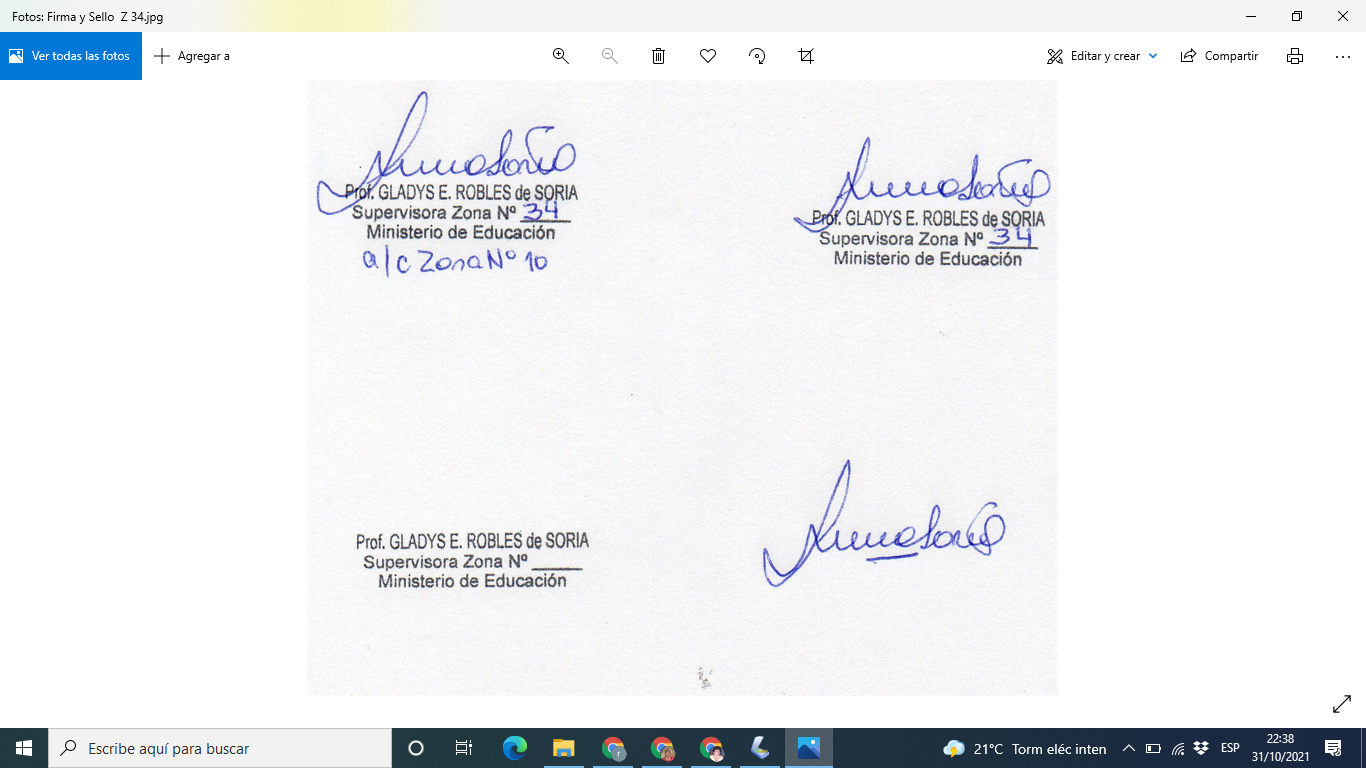 Fotos: Firma y Sello Z 34.jpg
Ver todas las fotos
Agregar a
Editar y crear
Compartir
Prof. GLADYS E. ROBLES de SORIA
Supervisora Zona Nº 34
Ministerio de Educación
a/c Zona Nº 10
Prof. GLADYS E. ROBLES de SORIA
Supervisora Zona Nº 34
Ministerio de Educación
Prof. GLADYS E. ROBLES de SORIA
Supervisora Zona Nº ____
Ministerio de Educación
Escribe aquí para buscar
21°C Torm eléc inten
ESP
22:38
31/10/2021